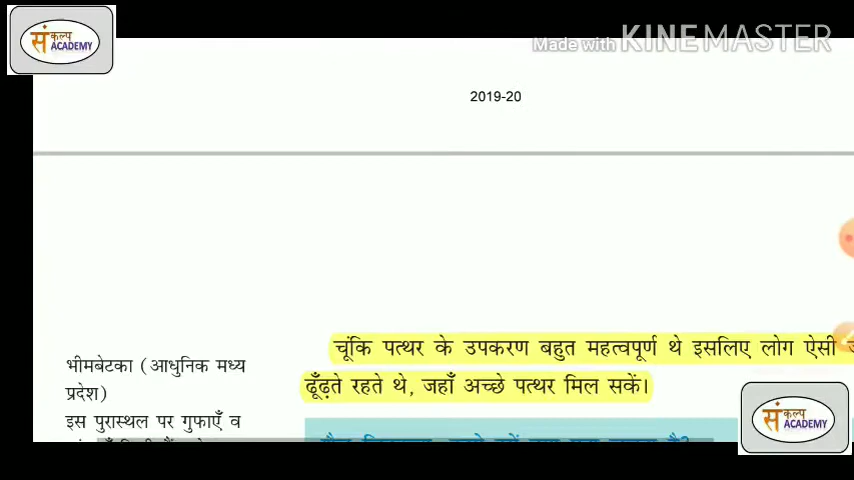 संकल्प
ACADEMY
Made with KINEMASTER
2019-20
चूंकि पत्थर के उपकरण बहुत महत्वपूर्ण थे इसलिए लोग ऐसी
ढूँढ़ते रहते थे, जहाँ अच्छे पत्थर मिल सकें।
भीमबेटका (आधुनिक मध्य
प्रदेश)
इस पुरास्थल पर गुफाएँ व
संकल्प
ACADEMY